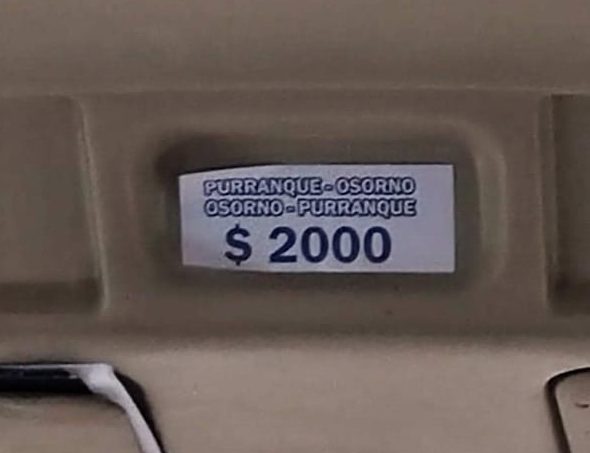 PURRANQUE - OSORNO
OSORNO - PURRANQUE
$ 2000